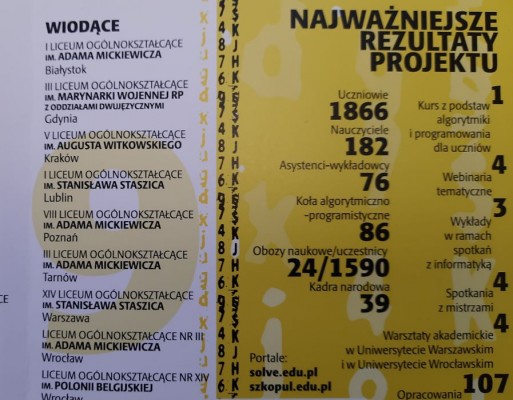 WIODĄCE
I LICEUM OGÓLNOKSZTAŁCĄCE
IM. ADAMA MICKIEWICZA
Białystok
III LICEUM OGÓLNOKSZTAŁCĄCE
IM. MARYNARKI WOJENNEJ RP
Z ODDZIAŁAMI DWUJĘZYCZNYMI
Gdynia
V LICEUM OGÓLNOKSZTAŁCĄCE
IM. AUGUSTA WITKOWSKIEGO
Kraków
I LICEUM OGÓLNOKSZTAŁCĄCE
IM. STANISŁAWA STASZICA
Lublin
VIII LICEUM OGÓLNOKSZTAŁCĄCE
IM. ADAMA MICKIEWICZA
Poznań
III LICEUM OGÓLNOKSZTAŁCĄCE
IM. ADAMA MICKIEWICZA
Tarnów
XIV LICEUM OGÓLNOKSZTAŁCĄCE
IM. STANISŁAWA STASZICA
Warszawa
LICEUM OGÓLNOKSZTAŁCĄCE NR III
IM. ADAMA MICKIEWICZA
Wrocław
LICEUM OGÓLNOKSZTAŁCĄCE NR XIV
IM. POLONII BELGIJSKIEJ
Wrocław
NAJWAŻNIEJSZE
REZULTATY
PROJEKTU
Uczniowie
1866
Nauczyciele
182
Asystenci-wykładowcy
76
Koła algorytmiczno
-programistyczne
86
Obozy naukowe/uczestnicy
24/1590
Kadra narodowa
39
Portale:
solve.edu.pl
szkopul.edu.pl
1
Kurs z podstaw
algorytmiki
i programowania
dla uczniów
4
Webinaria
tematyczne
3
Wykłady
w ramach
spotkań
z informatyką
4
Spotkania
z mistrzami
4
Warsztaty akademickie
w Uniwersytecie Warszawskim
i w Uniwersytecie Wrocławskim
107
Opracowania